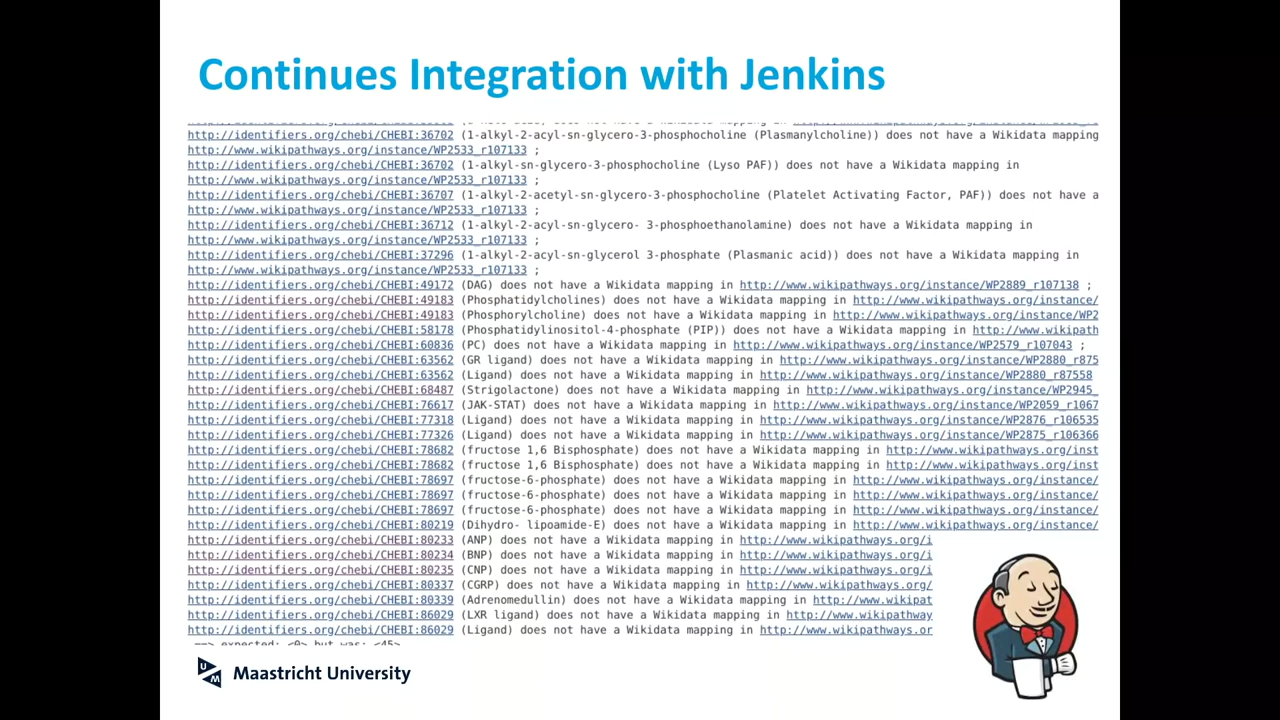 Continues Integration with Jenkins
http://identifiers.org/chebi/CHEBI:36702 (1-alkyl-2-acyl-sn-glycero-3-phosphocholine (Plasmanylcholine)) does not have a Wikidata mapping
http://www.wikipathways.org/instance/WP2533_r107133 ;
http://identifiers.org/chebi/CHEBI:36702 (1-alkyl-sn-glycero-3-phosphocholine (Lyso PAF)) does not have a Wikidata mapping in
http://www.wikipathways.org/instance/WP2533_r107133 ;
http://identifiers.org/chebi/CHEBI:36707 (1-alkyl-2-acetyl-sn-glycero-3-phosphocholine (Platelet Activating Factor, PAF)) does not have a
http://www.wikipathways.org/instance/WP2533_r107133 ;
http://identifiers.org/chebi/CHEBI:36712 (1-alkyl-2-acyl-sn-glycero- 3-phosphoethanolamine) does not have a Wikidata mapping in
http://www.wikipathways.org/instance/WP2533_r107133 ;
http://identifiers.org/chebi/CHEBI:37296 (1-alkyl-2-acyl-sn-glycerol 3-phosphate (Plasmanic acid)) does not have a Wikidata mapping in
http://www.wikipathways.org/instance/WP2533_r107133 ;
http://identifiers.org/chebi/CHEBI:49172 (DAG) does not have a Wikidata mapping in http://www.wikipathways.org/instance/WP2889_r107138 ;
http://identifiers.org/chebi/CHEBI:49183 (Phosphatidylcholines) does not have a Wikidata mapping in http://www.wikipathways.org/instance/
http://identifiers.org/chebi/CHEBI:49183 (Phosphorylcholine) does not have a Wikidata mapping in http://www.wikipathways.org/instance/WP2
http://identifiers.org/chebi/CHEBI:58178 (Phosphatidylinositol-4-phosphate (PIP)) does not have a Wikidata mapping in http://www.wikipath
http://identifiers.org/chebi/CHEBI:60836 (PC) does not have a Wikidata mapping in http://www.wikipathways.org/instance/WP2579_r107043 ;
http://identifiers.org/chebi/CHEBI:63562 (GR ligand) does not have a Wikidata mapping in http://www.wikipathways.org/instance/WP2880_r875
http://identifiers.org/chebi/CHEBI:63562 (Ligand) does not have a Wikidata mapping in http://www.wikipathways.org/instance/WP2880_r87558
http://identifiers.org/chebi/CHEBI:68487 (Strigolactone) does not have a Wikidata mapping in http://www.wikipathways.org/instance/WP2945_
http://identifiers.org/chebi/CHEBI:76617 (JAK-STAT) does not have a Wikidata mapping in http://www.wikipathways.org/instance/WP2059_r1067
http://identifiers.org/chebi/CHEBI:77318 (Ligand) does not have a Wikidata mapping in http://www.wikipathways.org/instance/WP2876_r106535
http://identifiers.org/chebi/CHEBI:77326 (Ligand) does not have a Wikidata mapping in http://www.wikipathways.org/instance/WP2875_r106366
http://identifiers.org/chebi/CHEBI:78682 (fructose 1,6 Bisphosphate) does not have a Wikidata mapping in http://www.wikipathways.org/inst
http://identifiers.org/chebi/CHEBI:78682 (fructose 1,6 Bisphosphate) does not have a Wikidata mapping in http://www.wikipathways.org/inst
http://identifiers.org/chebi/CHEBI:78697 (fructose-6-phosphate) does not have a Wikidata mapping in http://www.wikipathways.org/instance/
http://identifiers.org/chebi/CHEBI:78697 (fructose-6-phosphate) does not have a Wikidata mapping in http://www.wikipathways.org/instance/
http://identifiers.org/chebi/CHEBI:78697 (fructose-6-phosphate) does not have a Wikidata mapping in http://www.wikipathways.org/instance/
http://identifiers.org/chebi/CHEBI:80219 (Dihydro- lipoamide-E) does not have a Wikidata mapping in http://www.wikipathways.org/instance/
http://identifiers.org/chebi/CHEBI:80233 (ANP) does not have a Wikidata mapping in http://www.wikipathways.org/i
http://identifiers.org/chebi/CHEBI:80234 (BNP) does not have a Wikidata mapping in http://www.wikipathways.org/i
http://identifiers.org/chebi/CHEBI:80235 (CNP) does not have a Wikidata mapping in http://www.wikipathways.org/i
http://identifiers.org/chebi/CHEBI:80337 (CGRP) does not have a Wikidata mapping in http://www.wikipathways.org/
http://identifiers.org/chebi/CHEBI:80339 (Adrenomedullin) does not have a Wikidata mapping in http://www.wikipat
http://identifiers.org/chebi/CHEBI:86029 (LXR ligand) does not have a Wikidata mapping in http://www.wikipathway
http://identifiers.org/chebi/CHEBI:86029 (Ligand) does not have a Wikidata mapping in http://www.wikipathways.or
==> expected: <0> but was: <45>
UM
Maastricht University